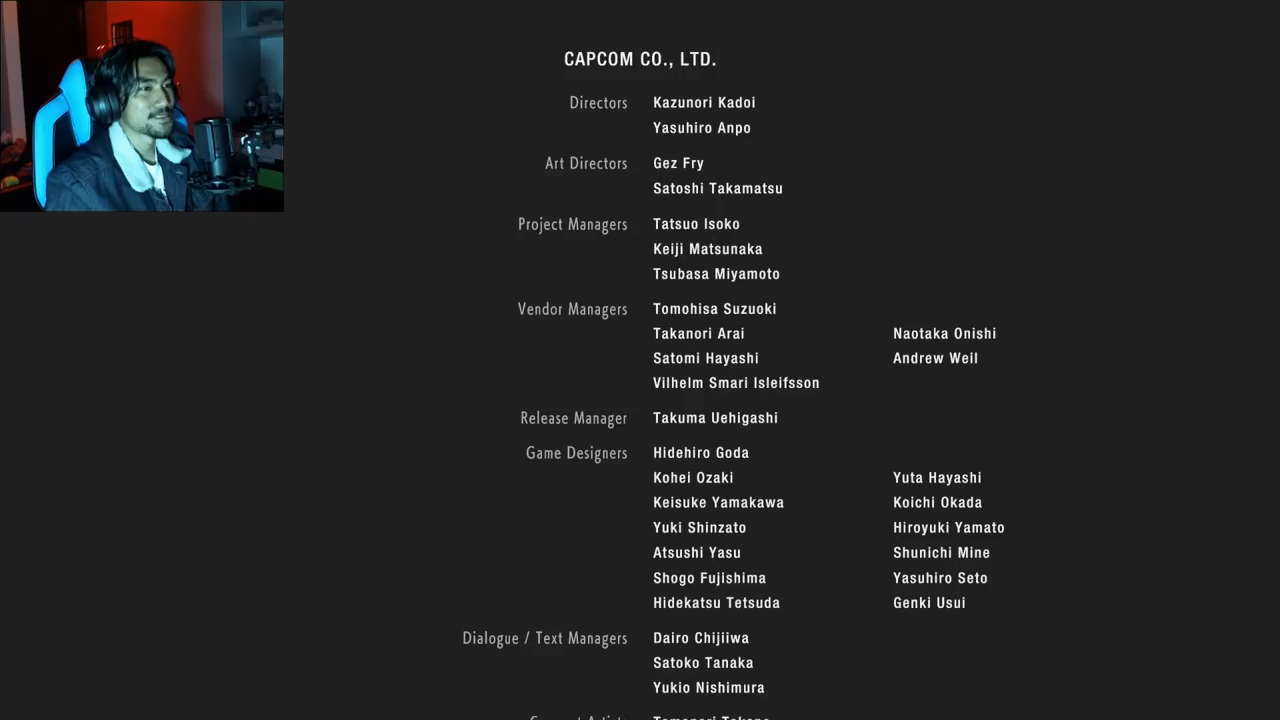 CAPCOM CO., LTD.
Directors Kazunori Kadoi
Yasuhiro Anpo
Art Directors Gez Fry
Satoshi Takamatsu
Project Managers Tatsuo Isoko
Keiji Matsunaka
Tsubasa Miyamoto
Vendor Managers Tomohisa Suzuoki
Takanori Arai Naotaka Onishi
Satomi Hayashi Andrew Weil
Vilhelm Smari Isleifsson
Release Manager Takuma Uehigashi
Game Designers Hidehiro Goda
Kohei Ozaki Yuta Hayashi
Keisuke Yamakawa Koichi Okada
Yuki Shinzato Hiroyuki Yamato
Atsushi Yasu Shunichi Mine
Shogo Fujishima Yasuhiro Seto
Hidekatsu Tetsuda Genki Usui
Dialogue / Text Managers Dairo Chijiiwa
Satoko Tanaka
Yukio Nishimura